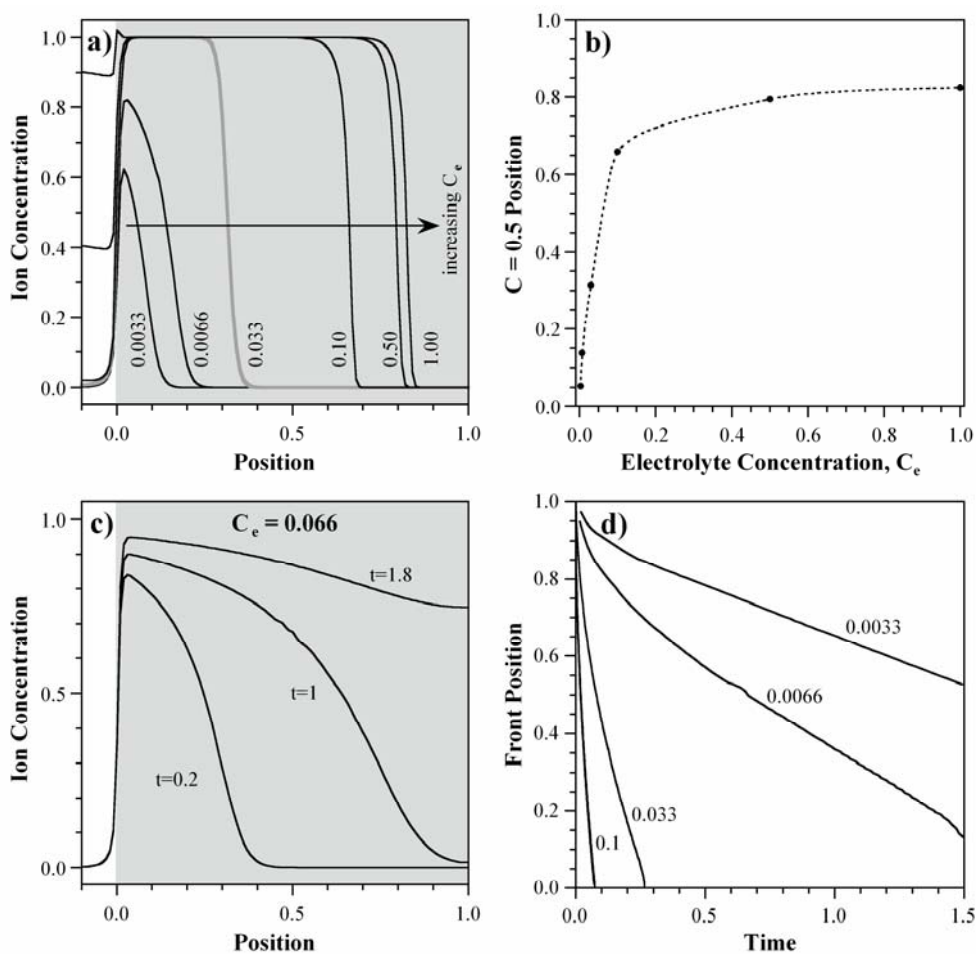 a)
1.0
0.8
0.6
0.4
0.2
0.0
Ion Concentration
0.0033
0.0066
0.033
0.10
0.50
1.00
increasing C e
0.0 0.5 1.0
Position
b)
1.0
0.8
0.6
0.4
0.2
0.0
C = 0.5 Position
0.0 0.2 0.4 0.6 0.8 1.0
Electrolyte Concentration, C e
c)
C e = 0.066
1.0
0.5
0.0
Ion Concentration
t=1.8
t=1
t=0.2
0.0 0.5 1.0
Position
d)
1.0
0.8
0.6
0.4
0.2
0.0
Front Position
0.0033
0.0066
0.033
0.1
0.0 0.5 1.0 1.5
Time